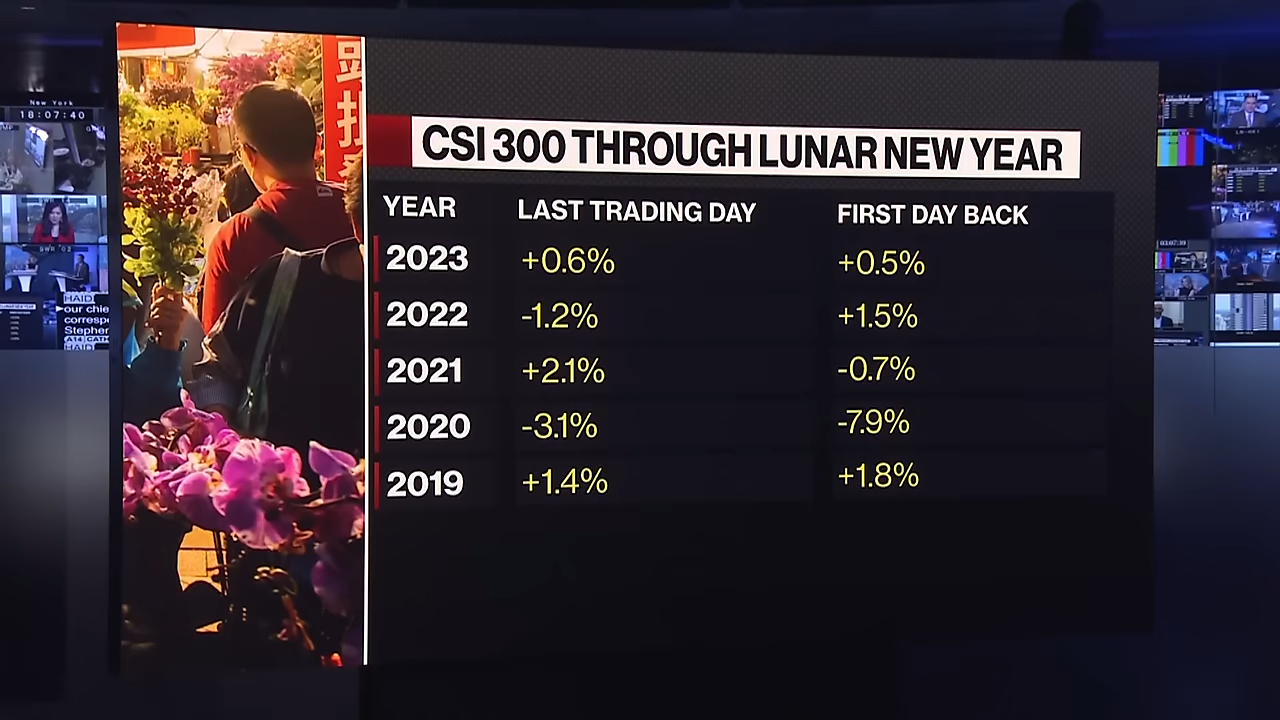 New York
18:07:40
CSI 300 THROUGH LUNAR NEW YEAR
YEAR LAST TRADING DAY FIRST DAY BACK
2023 +0.6% +0.5%
2022 -1.2% +1.5%
2021 +2.1% -0.7%
2020 -3.1% -7.9%
2019 +1.4% +1.8%
HAID
our chie
corresp
Stephen
HAID